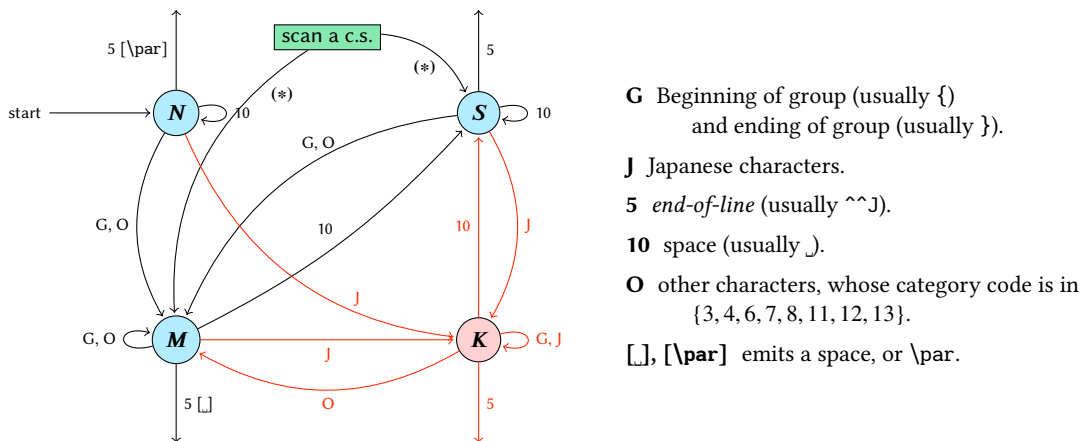 scan a c.s.
5 [\par]
5
(∗)
(∗)
start
N
10
S
10
G, O
G, O
J
10
10
J
G, O
M
J
K
G, J
O
5 [␣]
5
G Beginning of group (usually {)
and ending of group (usually }).
J Japanese characters.
5 end-of-line (usually ^^J).
10 space (usually ␣).
O other characters, whose category code is in
{3, 4, 6, 7, 8, 11, 12, 13}.
[␣], [\par] emits a space, or \par.
J